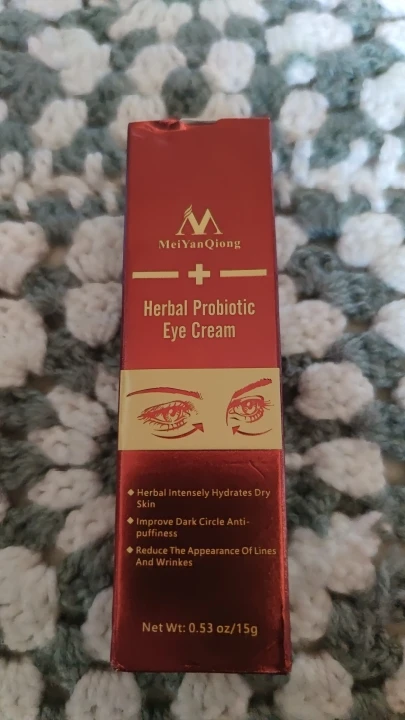 MeiYanQiong
Herbal Probiotic
Eye Cream
Herbal Intensely Hydrates Dry
Skin
Improve Dark Circle Anti-
puffiness
Reduce The Appearance Of Lines
And Wrinkes
Net Wt: 0.53 oz/15g